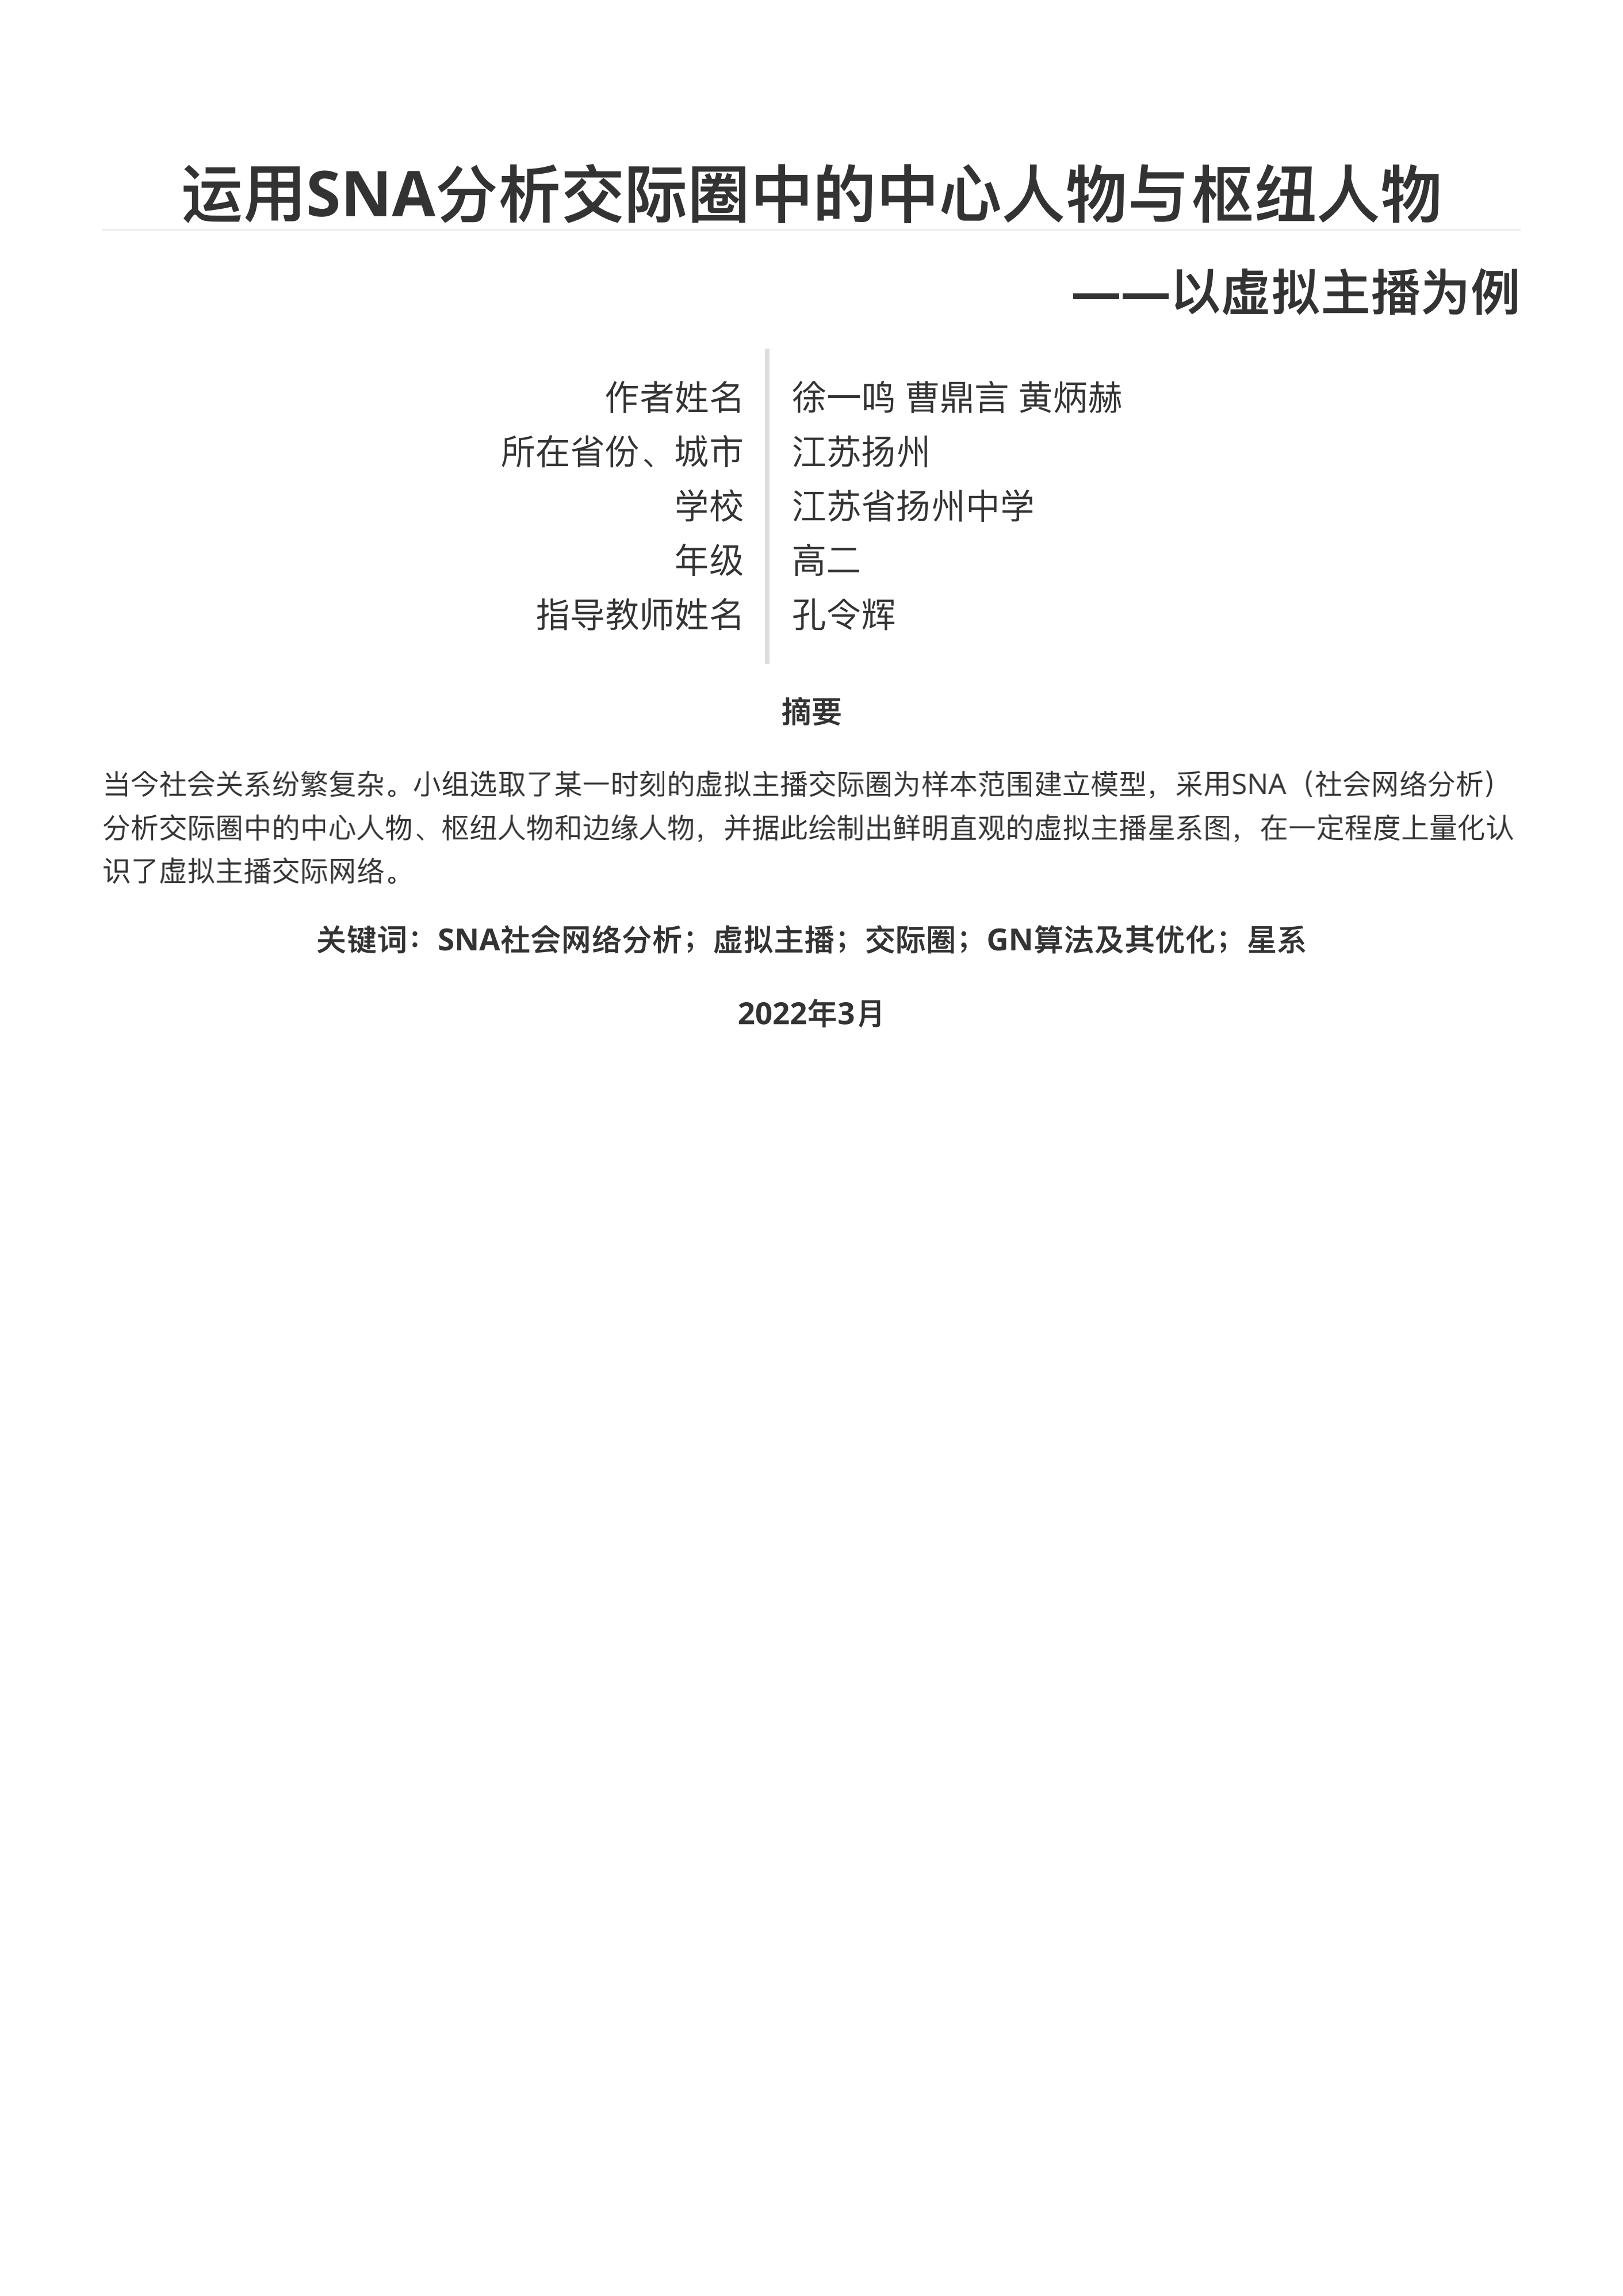 运用SNA分析交际圈中的中心人物与枢纽人物
——以虚拟主播为例
作者姓名 徐一鸣 曹鼎言 黄炳赫
所在省份、城市 江苏扬州
学校 江苏省扬州中学
年级 高二
指导教师姓名 孔令辉
摘要
当今社会关系纷繁复杂。小组选取了某一时刻的虚拟主播交际圈为样本范围建立模型，采用SNA（社会网络分析）
分析交际圈中的中心人物、枢纽人物和边缘人物，并据此绘制出鲜明直观的虚拟主播星系图，在一定程度上量化认
识了虚拟主播交际网络。
关键词：SNA社会网络分析；虚拟主播；交际圈；GN算法及其优化；星系
2022年3月